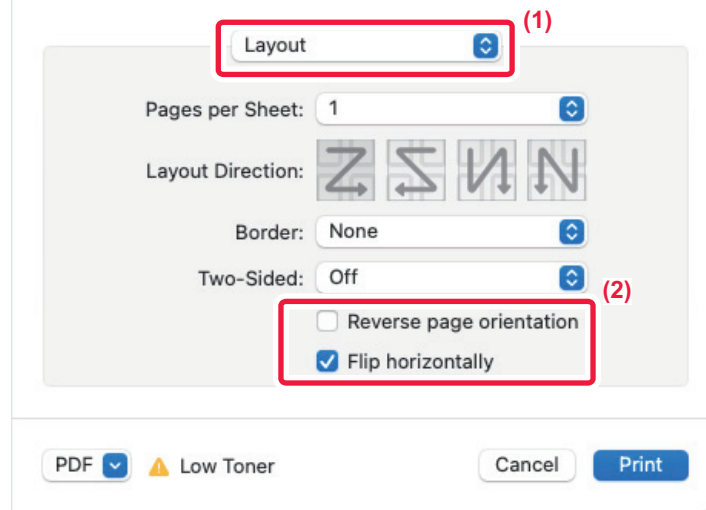 (1)
Layout
Pages per Sheet: 1
Layout Direction:
Border: None
Two-Sided: Off
(2)
Reverse page orientation
Flip horizontally
PDF Low Toner Cancel Print